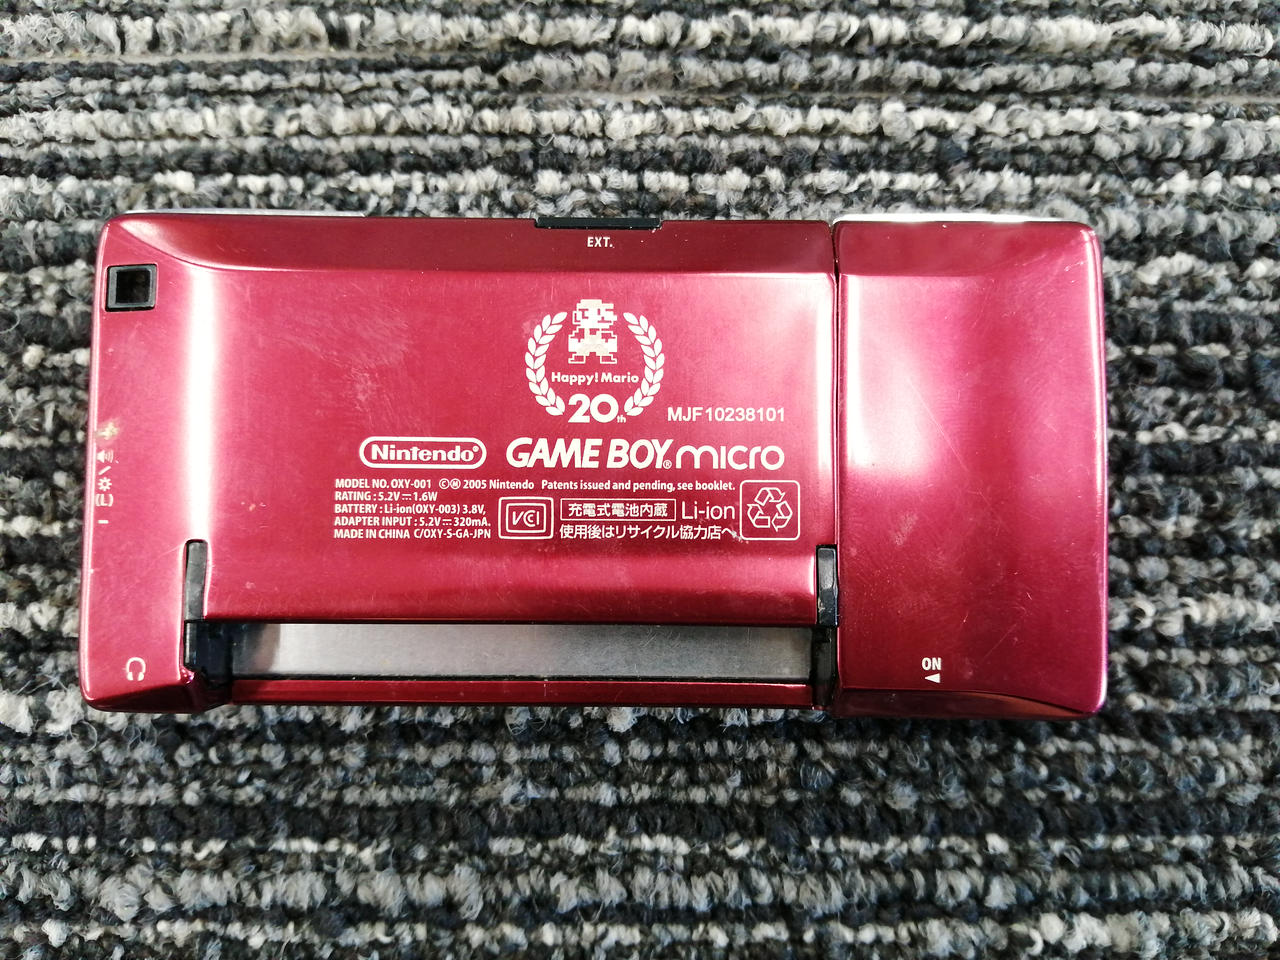 EXT.
Happy! Mario
20th
MJF10238101
Nintendo®
GAME BOY® micro
MODEL NO. OXY-001 ©Ⓜ 2005 Nintendo Patents issued and pending, see booklet.
RATING : 5.2V⎓1.6W
BATTERY : Li-ion(OXY-003) 3.8V,
ADAPTER INPUT : 5.2V⎓320mA.
MADE IN CHINA C/OXY-S-GA-JPN
VCI
充電式電池内蔵 Li-ion
使用後はリサイクル協力店へ
(L)
ON